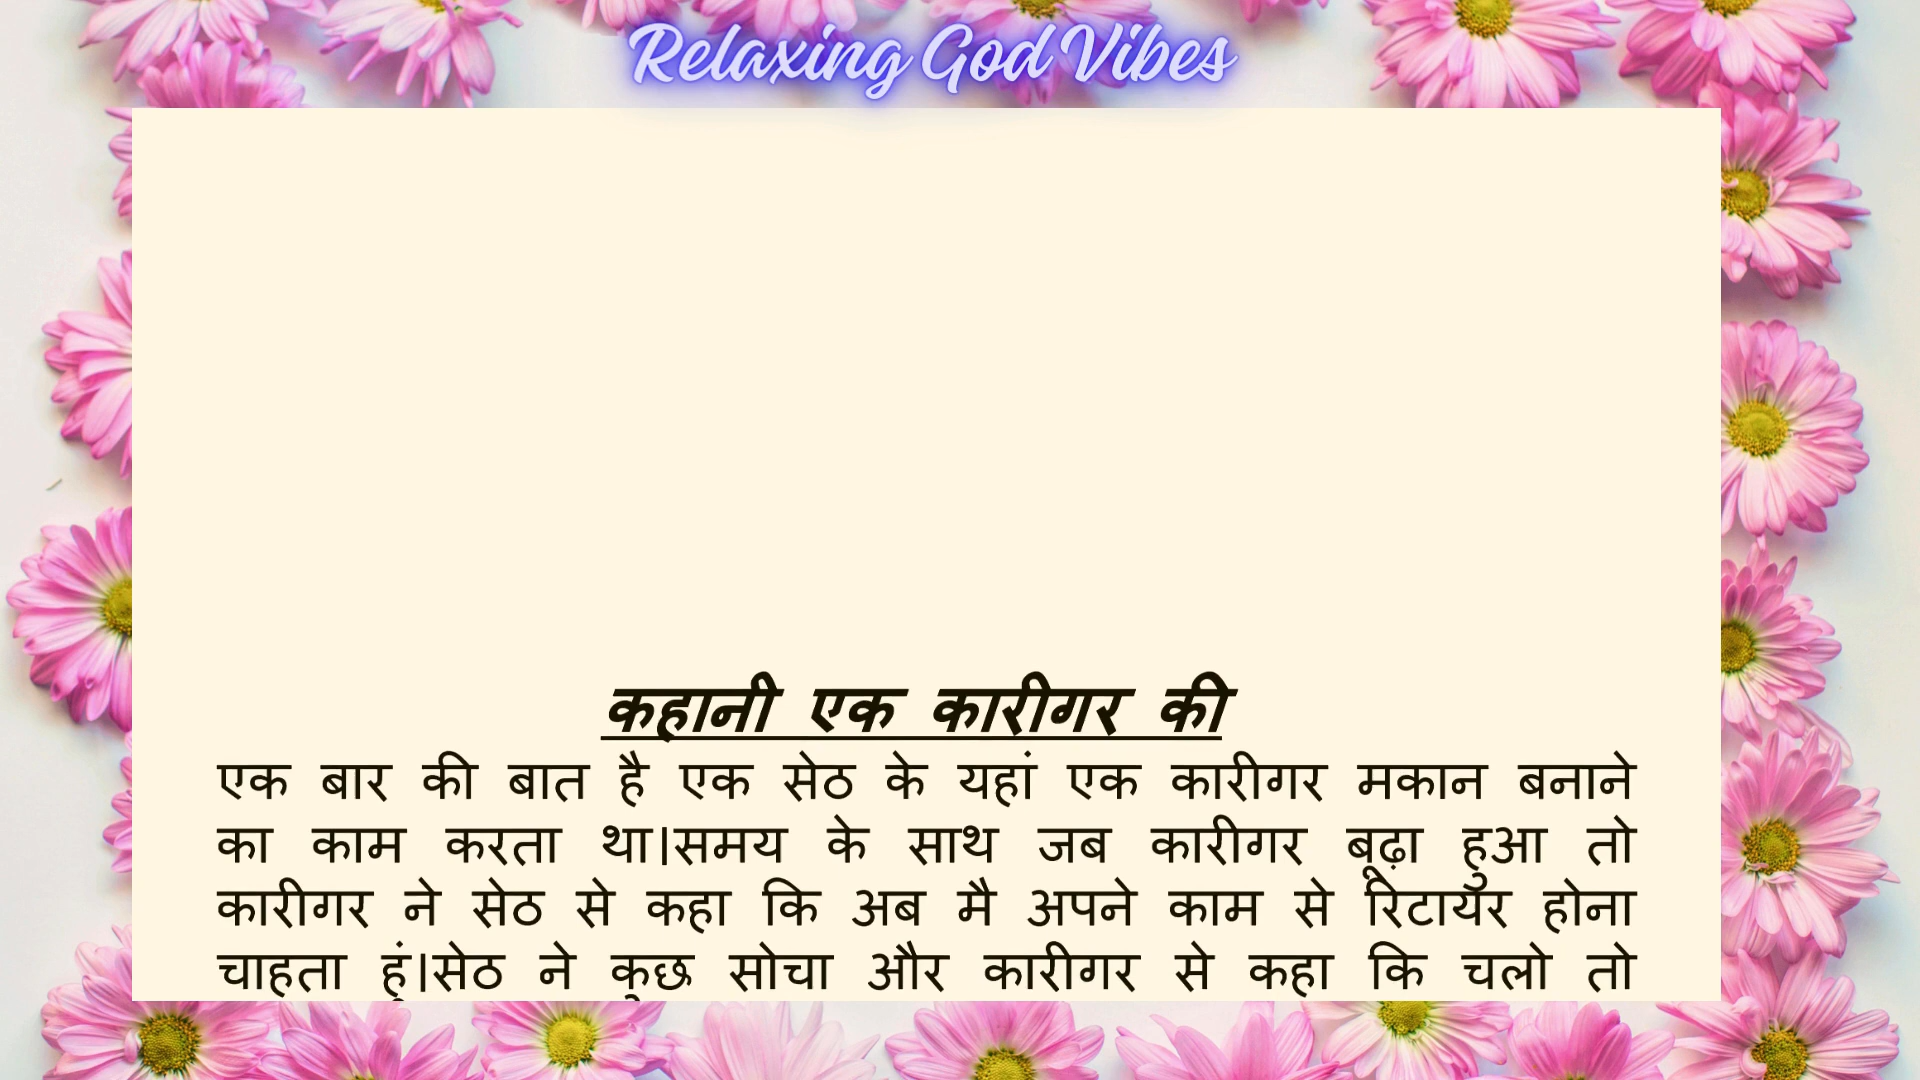 Relaxing God Vibes
कहानी एक कारीगर की
एक बार की बात है एक सेठ के यहां एक कारीगर मकान बनाने
का काम करता था।समय के साथ जब कारीगर बूढ़ा हुआ तो
कारीगर ने सेठ से कहा कि अब मै अपने काम से रिटायर होना
चाहता हूं।सेठ ने कुछ सोचा और कारीगर से कहा कि चलो तो